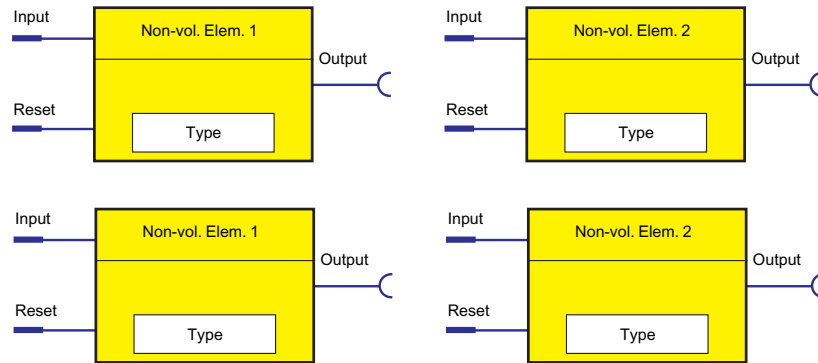 Input
Non-vol. Elem. 1
Output
Reset
Type
Input
Non-vol. Elem. 2
Output
Reset
Type
Input
Non-vol. Elem. 1
Output
Reset
Type
Input
Non-vol. Elem. 2
Output
Reset
Type